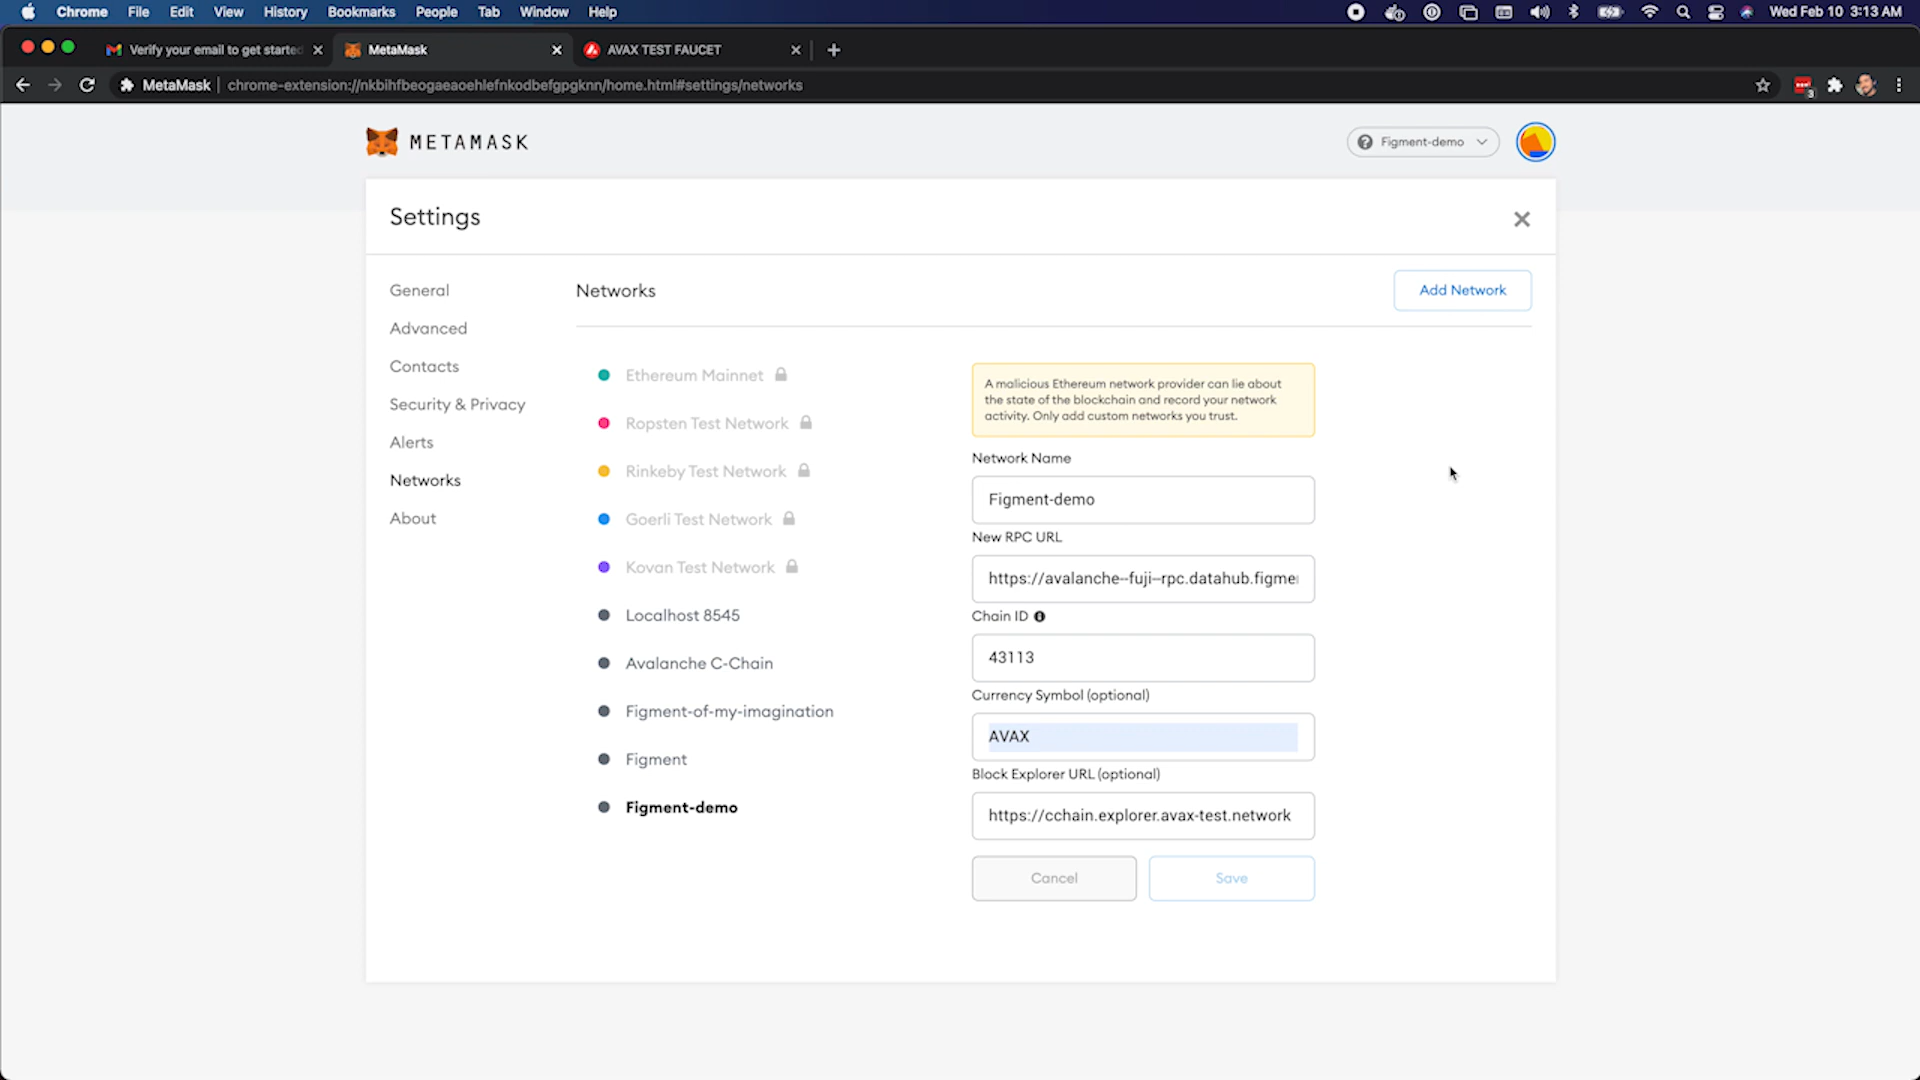 Chrome File Edit View History Bookmarks People Tab Window Help Wed Feb 10 3:13 AM
Verify your email to get started MetaMask AVAX TEST FAUCET
MetaMask chrome-extension://nkbihfbeogaeaoehlefnkodbefgpgknn/home.html#settings/networks 3
METAMASK Figment-demo
Settings
General
Advanced
Contacts
Security & Privacy
Alerts
Networks
About
Networks Add Network
Ethereum Mainnet
Ropsten Test Network
Rinkeby Test Network
Goerli Test Network
Kovan Test Network
Localhost 8545
Avalanche C-Chain
Figment-of-my-imagination
Figment
Figment-demo
A malicious Ethereum network provider can lie about
the state of the blockchain and record your network
activity. Only add custom networks you trust.
Network Name
Figment-demo
New RPC URL
https://avalanche--fuji--rpc.datahub.figme
Chain ID
43113
Currency Symbol (optional)
AVAX
Block Explorer URL (optional)
https://cchain.explorer.avax-test.network
Cancel Save